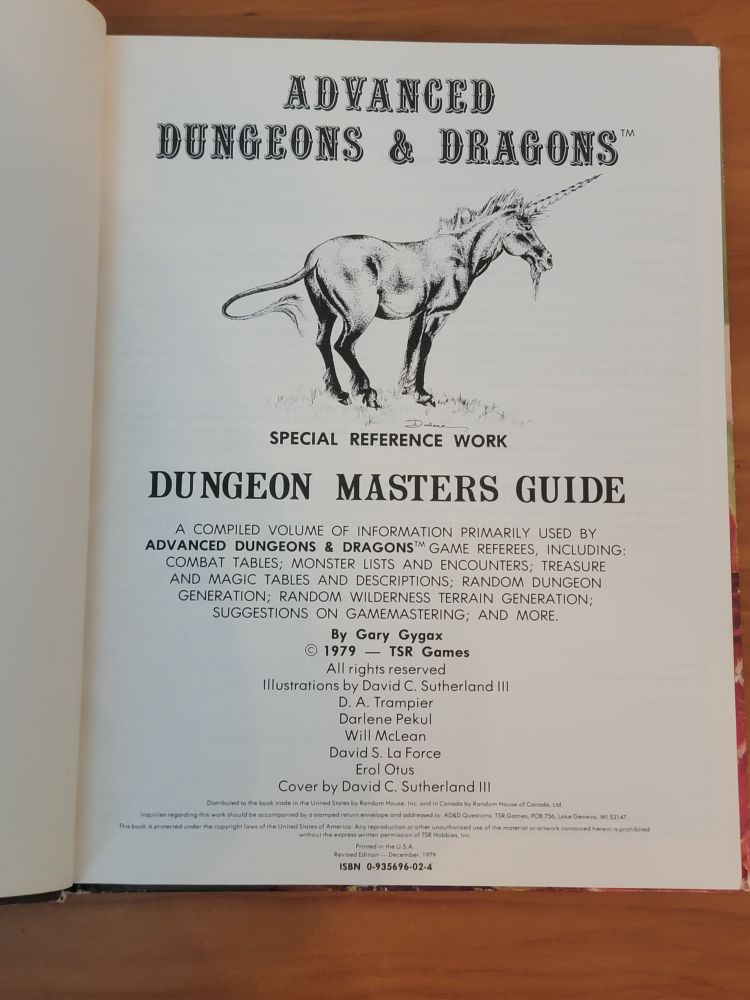 ADVANCED
DUNGEONS & DRAGONS™
Darlene
SPECIAL REFERENCE WORK
DUNGEON MASTERS GUIDE
A COMPILED VOLUME OF INFORMATION PRIMARILY USED BY
ADVANCED DUNGEONS & DRAGONS™ GAME REFEREES, INCLUDING:
COMBAT TABLES; MONSTER LISTS AND ENCOUNTERS; TREASURE
AND MAGIC TABLES AND DESCRIPTIONS; RANDOM DUNGEON
GENERATION; RANDOM WILDERNESS TERRAIN GENERATION;
SUGGESTIONS ON GAMEMASTERING; AND MORE.
By Gary Gygax
© 1979 — TSR Games
All rights reserved
Illustrations by David C. Sutherland III
D. A. Trampier
Darlene Pekul
Will McLean
David S. La Force
Erol Otus
Cover by David C. Sutherland III
Distributed to the book trade in the United States by Random House, Inc. and in Canada by Random House of Canada, Ltd.
Inquiries regarding this work should be accompanied by a stamped return envelope and addressed to: AD&D Questions, TSR Games, POB 756, Lake Geneva, WI 53147.
This book is protected under the copyright laws of the United States of America. Any reproduction or other unauthorized use of the material or artwork contained herein is prohibited
without the express written permission of TSR Hobbies, Inc.
Printed in the U.S.A.
Revised Edition — December, 1979
ISBN 0-935696-02-4